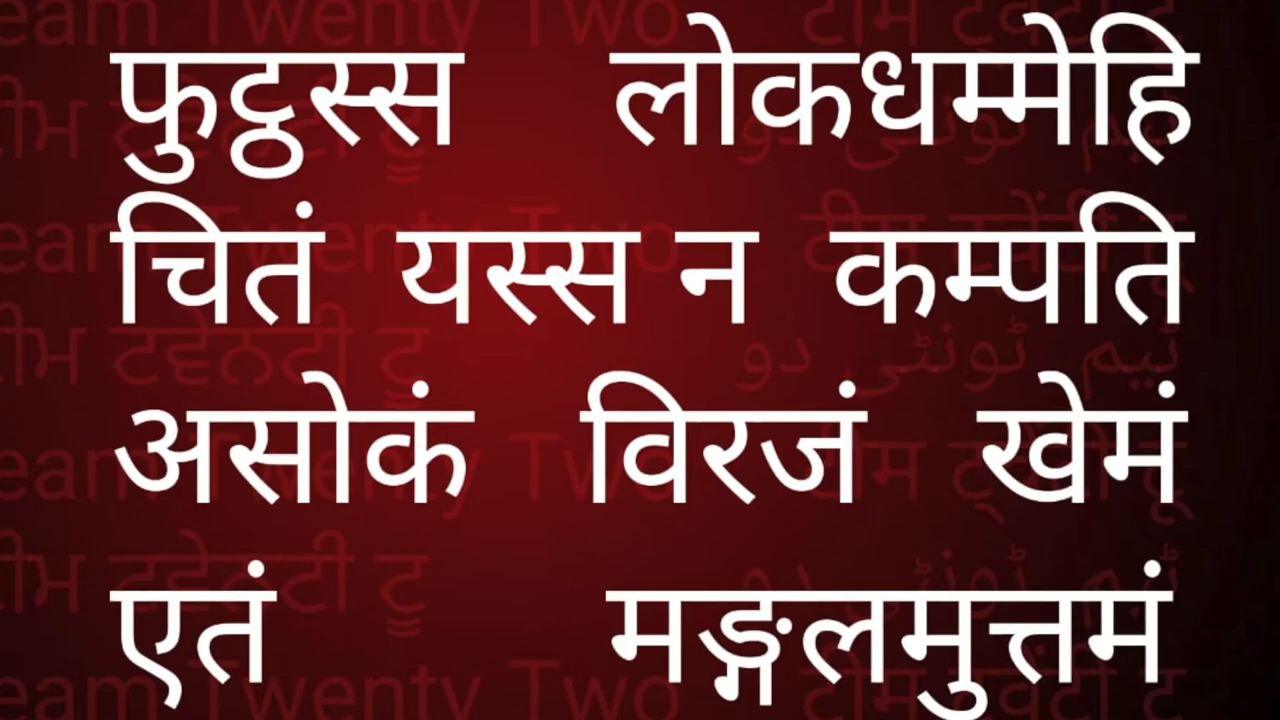 फुट्ठस्स लोकधम्मेहि
चितं यस्स न कम्पति
असोकं विरजं खेमं
एतं मङ्गलमुत्तमं